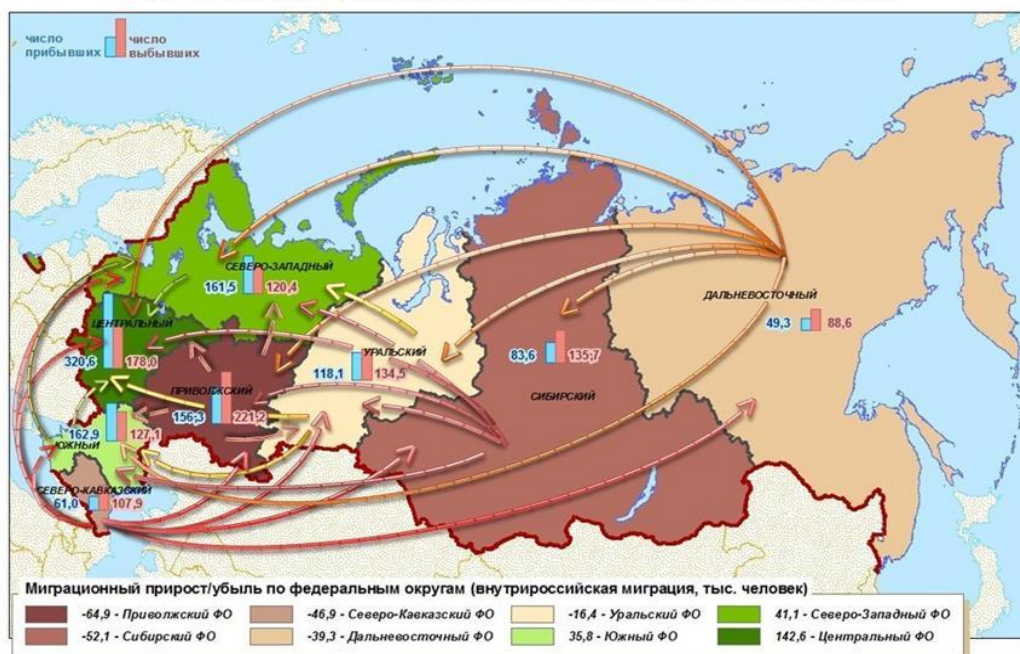 число прибывших
число выбывших
СЕВЕРО-ЗАПАДНЫЙ
161,5 120,4
ДАЛЬНЕВОСТОЧНЫЙ
49,3 88,6
ЦЕНТРАЛЬНЫЙ
320,6 178,0
УРАЛЬСКИЙ
118,1 134,5
83,6 135,7
СИБИРСКИЙ
ПРИВОЛЖСКИЙ
156,3 221,2
162,9 127,1
ЮЖНЫЙ
СЕВЕРО-КАВКАЗСКИЙ
61,0 107,9
Миграционный прирост/убыль по федеральным округам (внутрироссийская миграция, тыс. человек)
-64,9 - Приволжский ФО
-46,9 - Северо-Кавказский ФО
-16,4 - Уральский ФО
41,1 - Северо-Западный ФО
-52,1 - Сибирский ФО
-39,3 - Дальневосточный ФО
35,8 - Южный ФО
142,6 - Центральный ФО